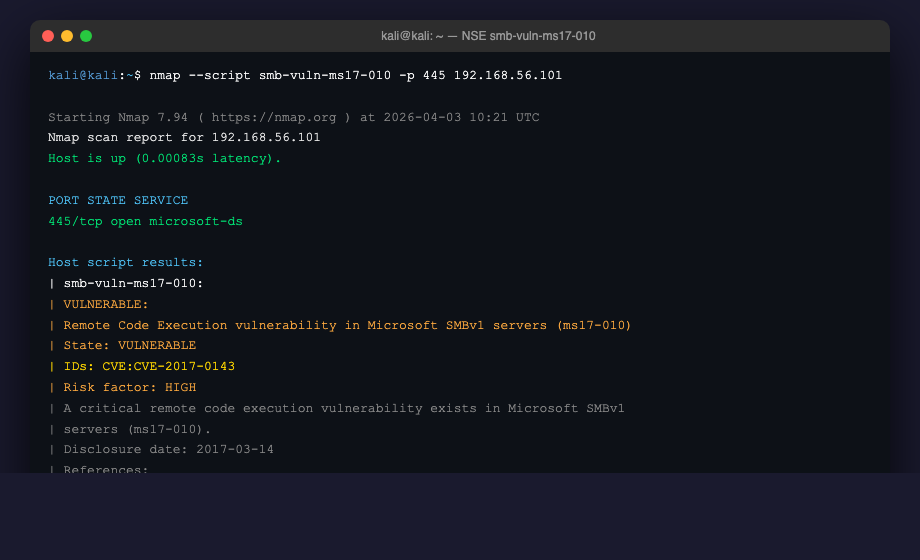 kali@kali: ~ — NSE smb-vuln-ms17-010
kali@kali:~$ nmap --script smb-vuln-ms17-010 -p 445 192.168.56.101
Starting Nmap 7.94 ( https://nmap.org ) at 2026-04-03 10:21 UTC
Nmap scan report for 192.168.56.101
Host is up (0.00083s latency).
PORT STATE SERVICE
445/tcp open microsoft-ds
Host script results:
| smb-vuln-ms17-010:
| VULNERABLE:
| Remote Code Execution vulnerability in Microsoft SMBv1 servers (ms17-010)
| State: VULNERABLE
| IDs: CVE:CVE-2017-0143
| Risk factor: HIGH
| A critical remote code execution vulnerability exists in Microsoft SMBv1
| servers (ms17-010).
| Disclosure date: 2017-03-14
| References: